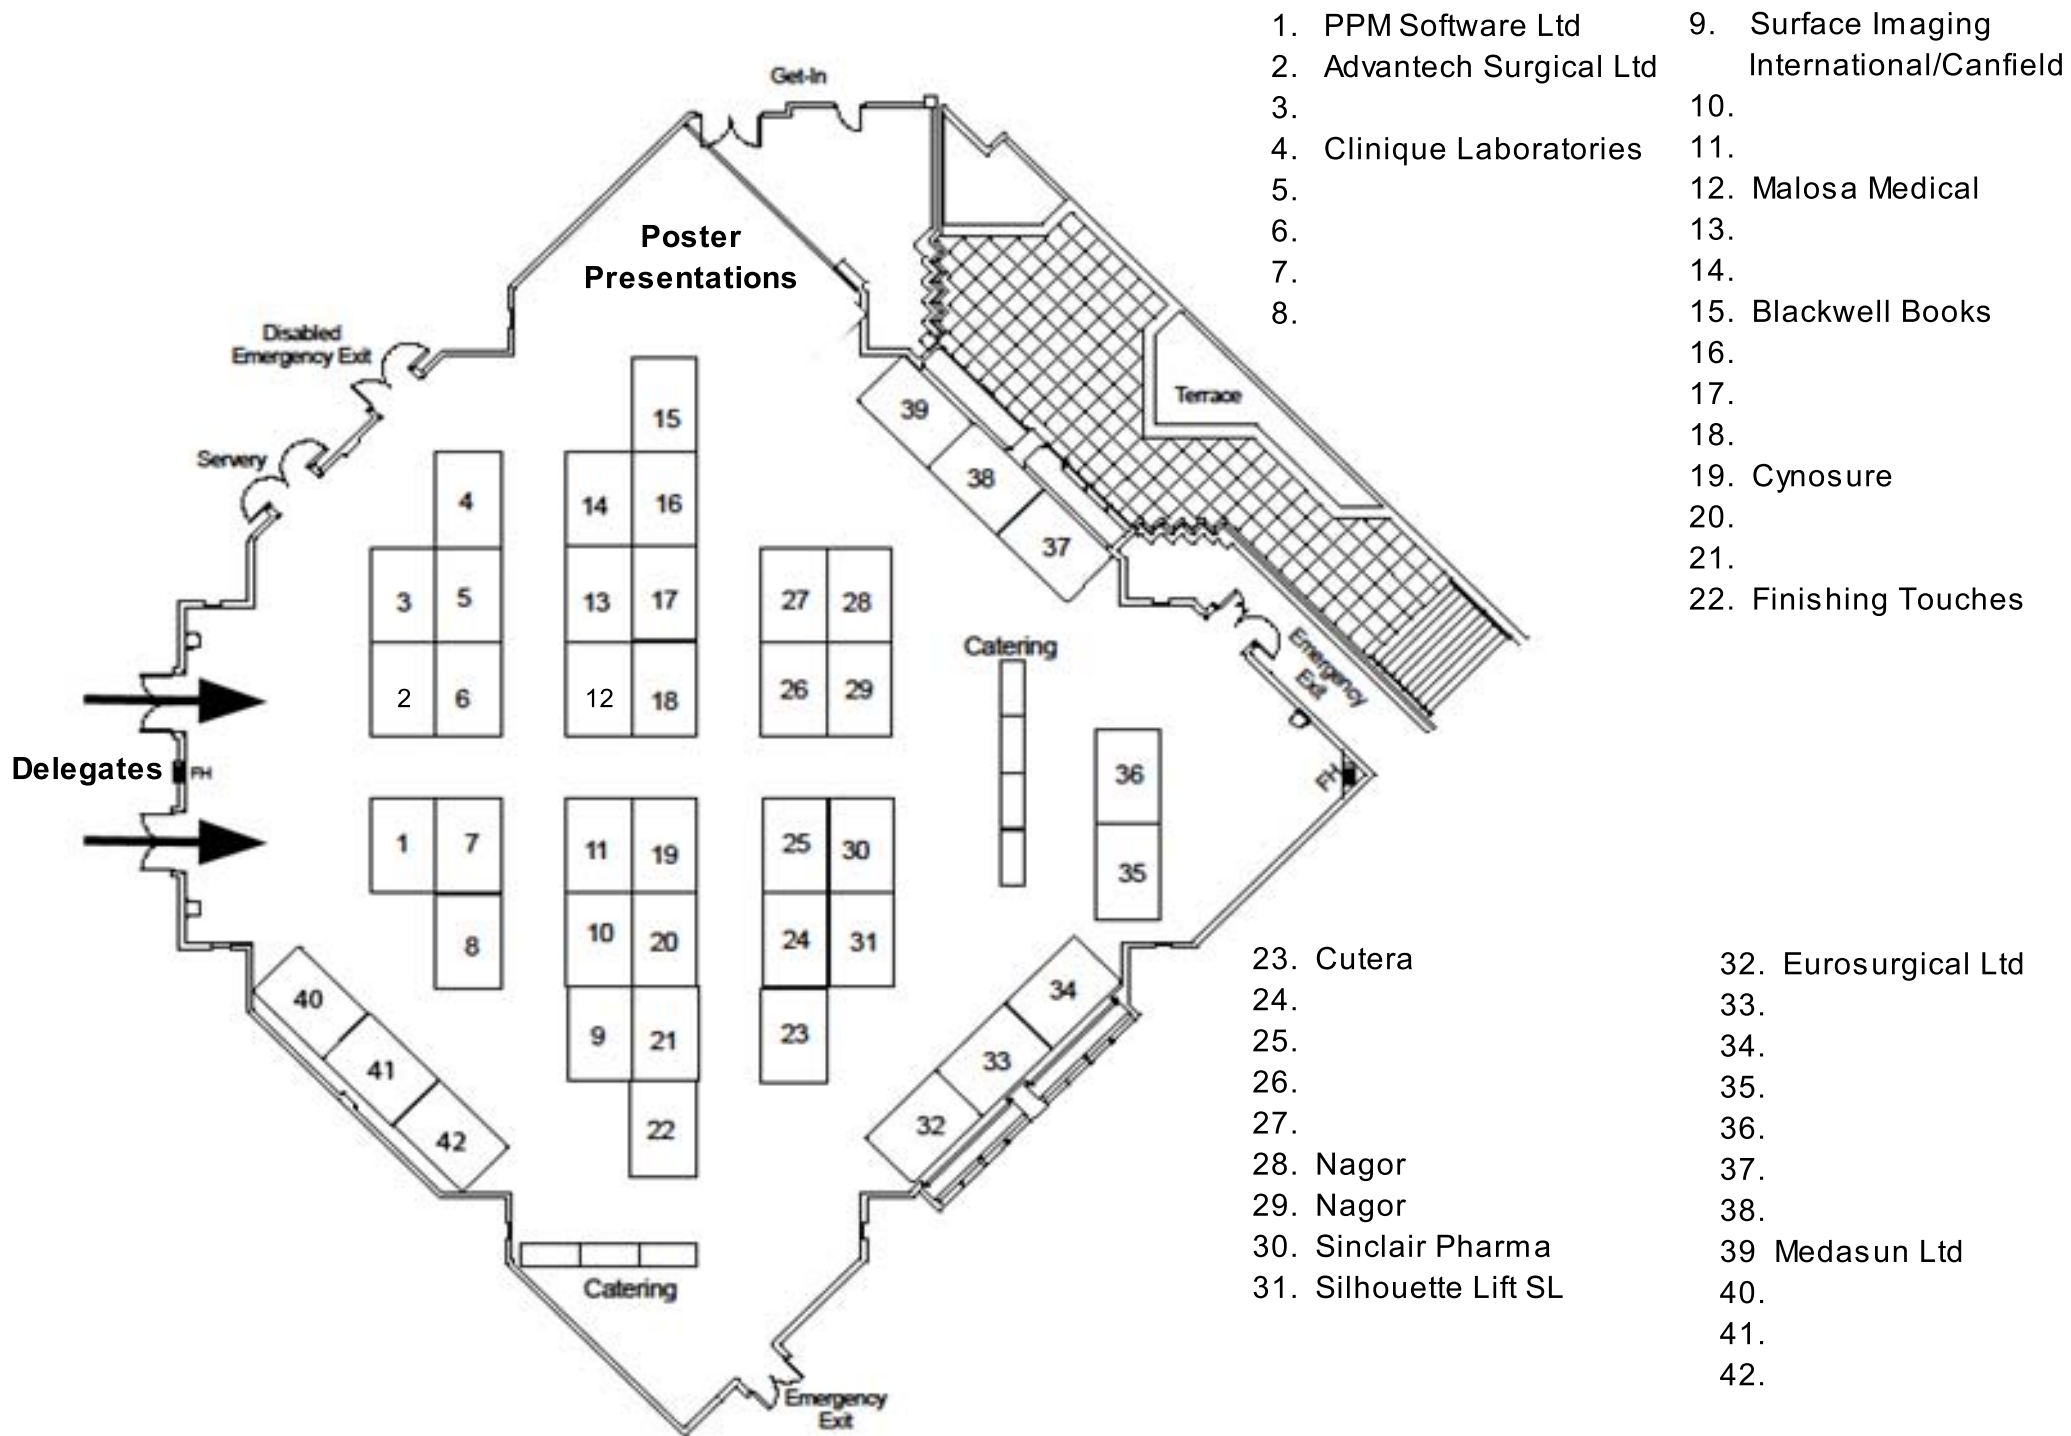 1. PPM Software Ltd
2. Advantech Surgical Ltd
3.
4. Clinique Laboratories
5.
6.
7.
8.
9. Surface Imaging
International/Canfield
10.
11.
12. Malosa Medical
13.
14.
15. Blackwell Books
16.
17.
18.
19. Cynosure
20.
21.
22. Finishing Touches
Get-In
Poster
Presentations
Disabled
Emergency Exit
Servery
Terrace
15
39
4
14
16
38
37
3
5
13
17
27
28
Catering
Emergency
Exit
2
6
12
18
26
29
Delegates
FH
36
FH
1
7
11
19
25
30
35
8
10
20
24
31
40
9
21
23
34
41
33
42
22
32
Catering
Emergency
Exit
23. Cutera
24.
25.
26.
27.
28. Nagor
29. Nagor
30. Sinclair Pharma
31. Silhouette Lift SL
32. Eurosurgical Ltd
33.
34.
35.
36.
37.
38.
39 Medasun Ltd
40.
41.
42.